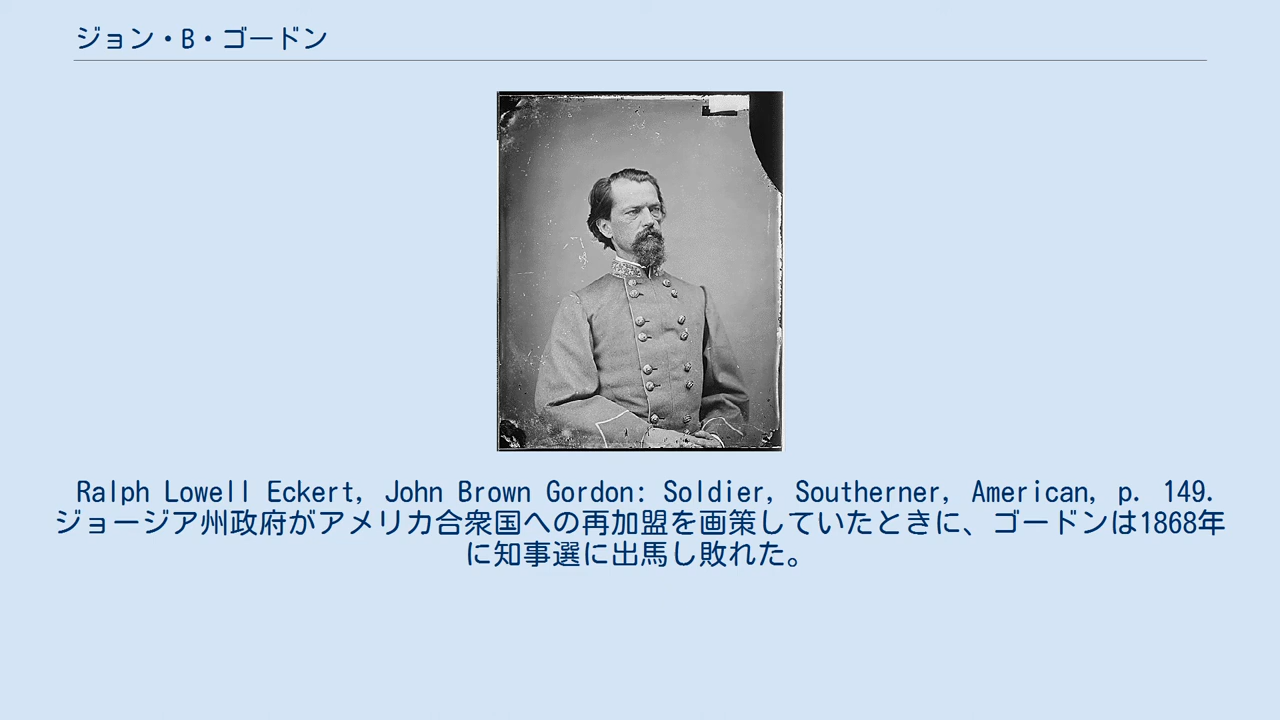 ジョン・B・ゴードン
Ralph Lowell Eckert, John Brown Gordon: Soldier, Southerner, American, p. 149.
ジョージア州政府がアメリカ合衆国への再加盟を画策していたときに、ゴードンは1868年
に知事選に出馬し敗れた。